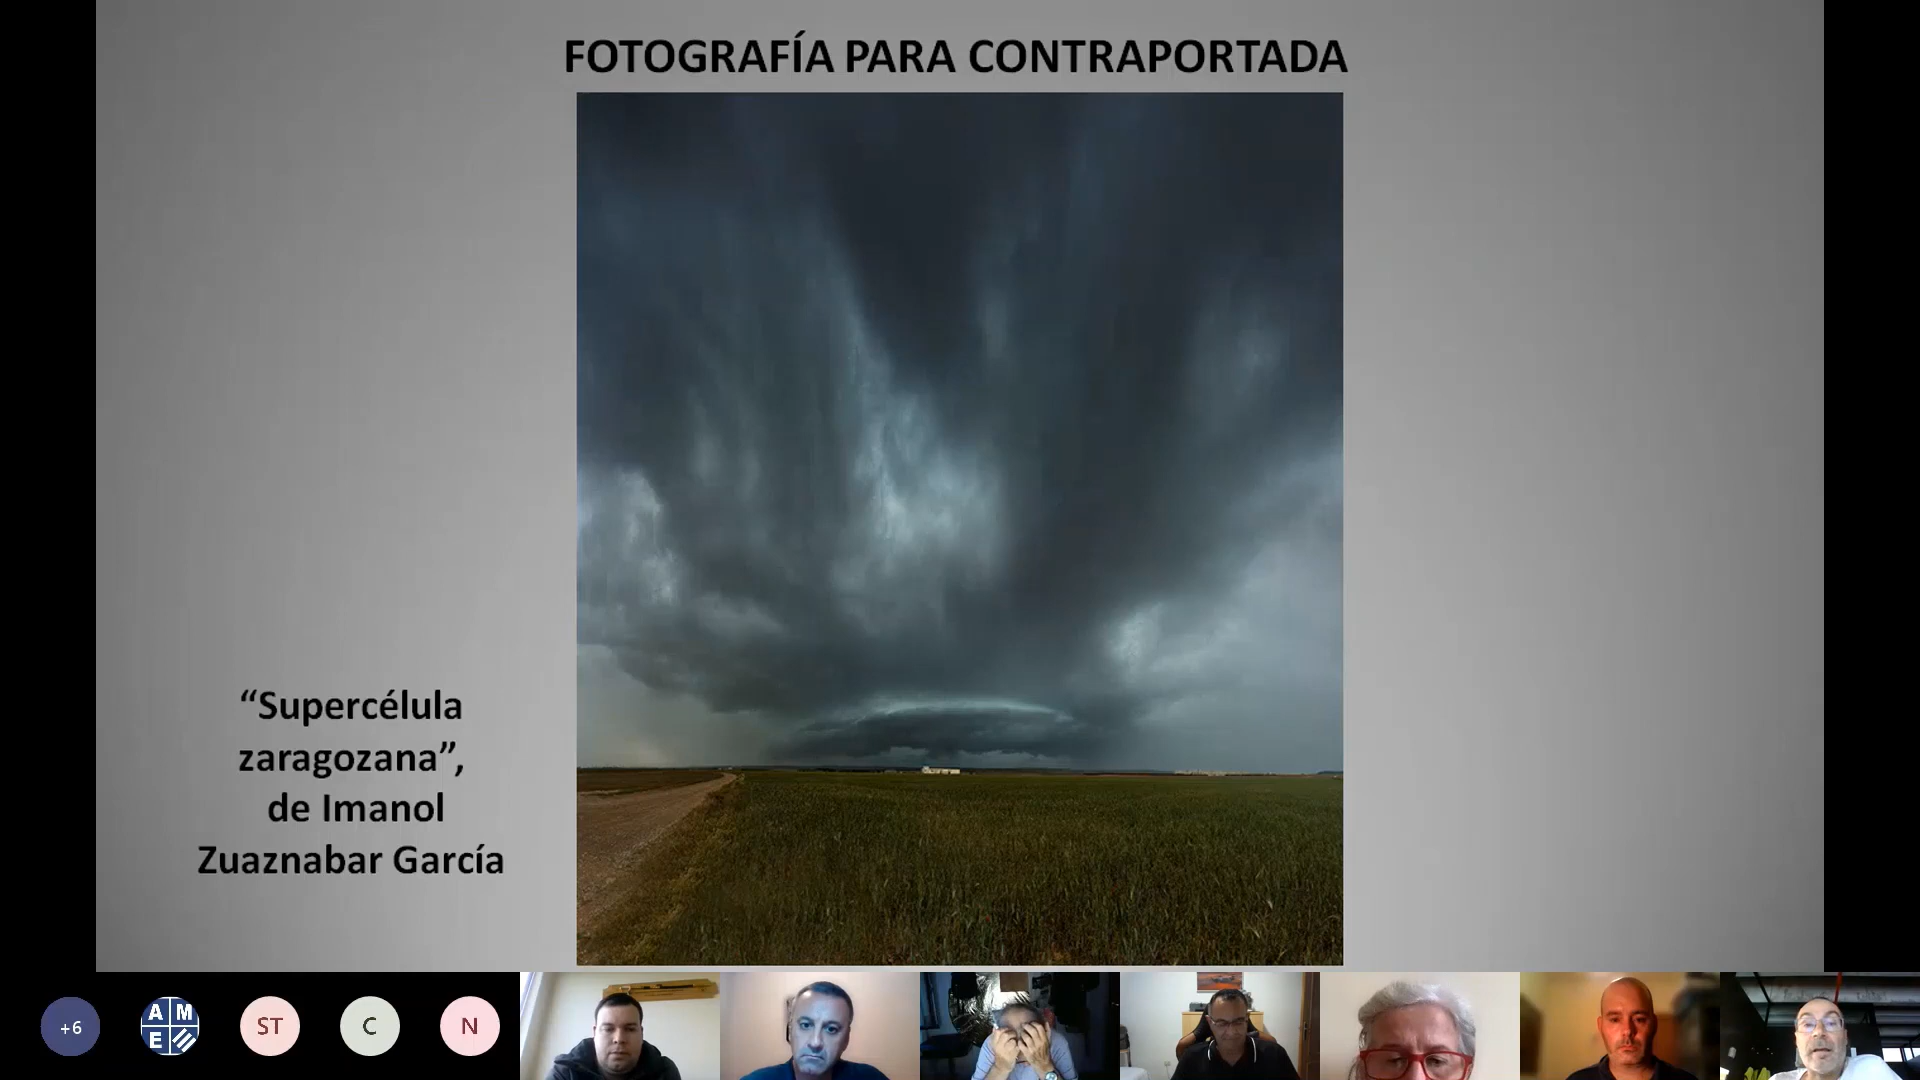 FOTOGRAFÍA PARA CONTRAPORTADA
“Supercélula
zaragozana”,
de Imanol
Zuaznabar García
+6
A M
E
ST
C
N